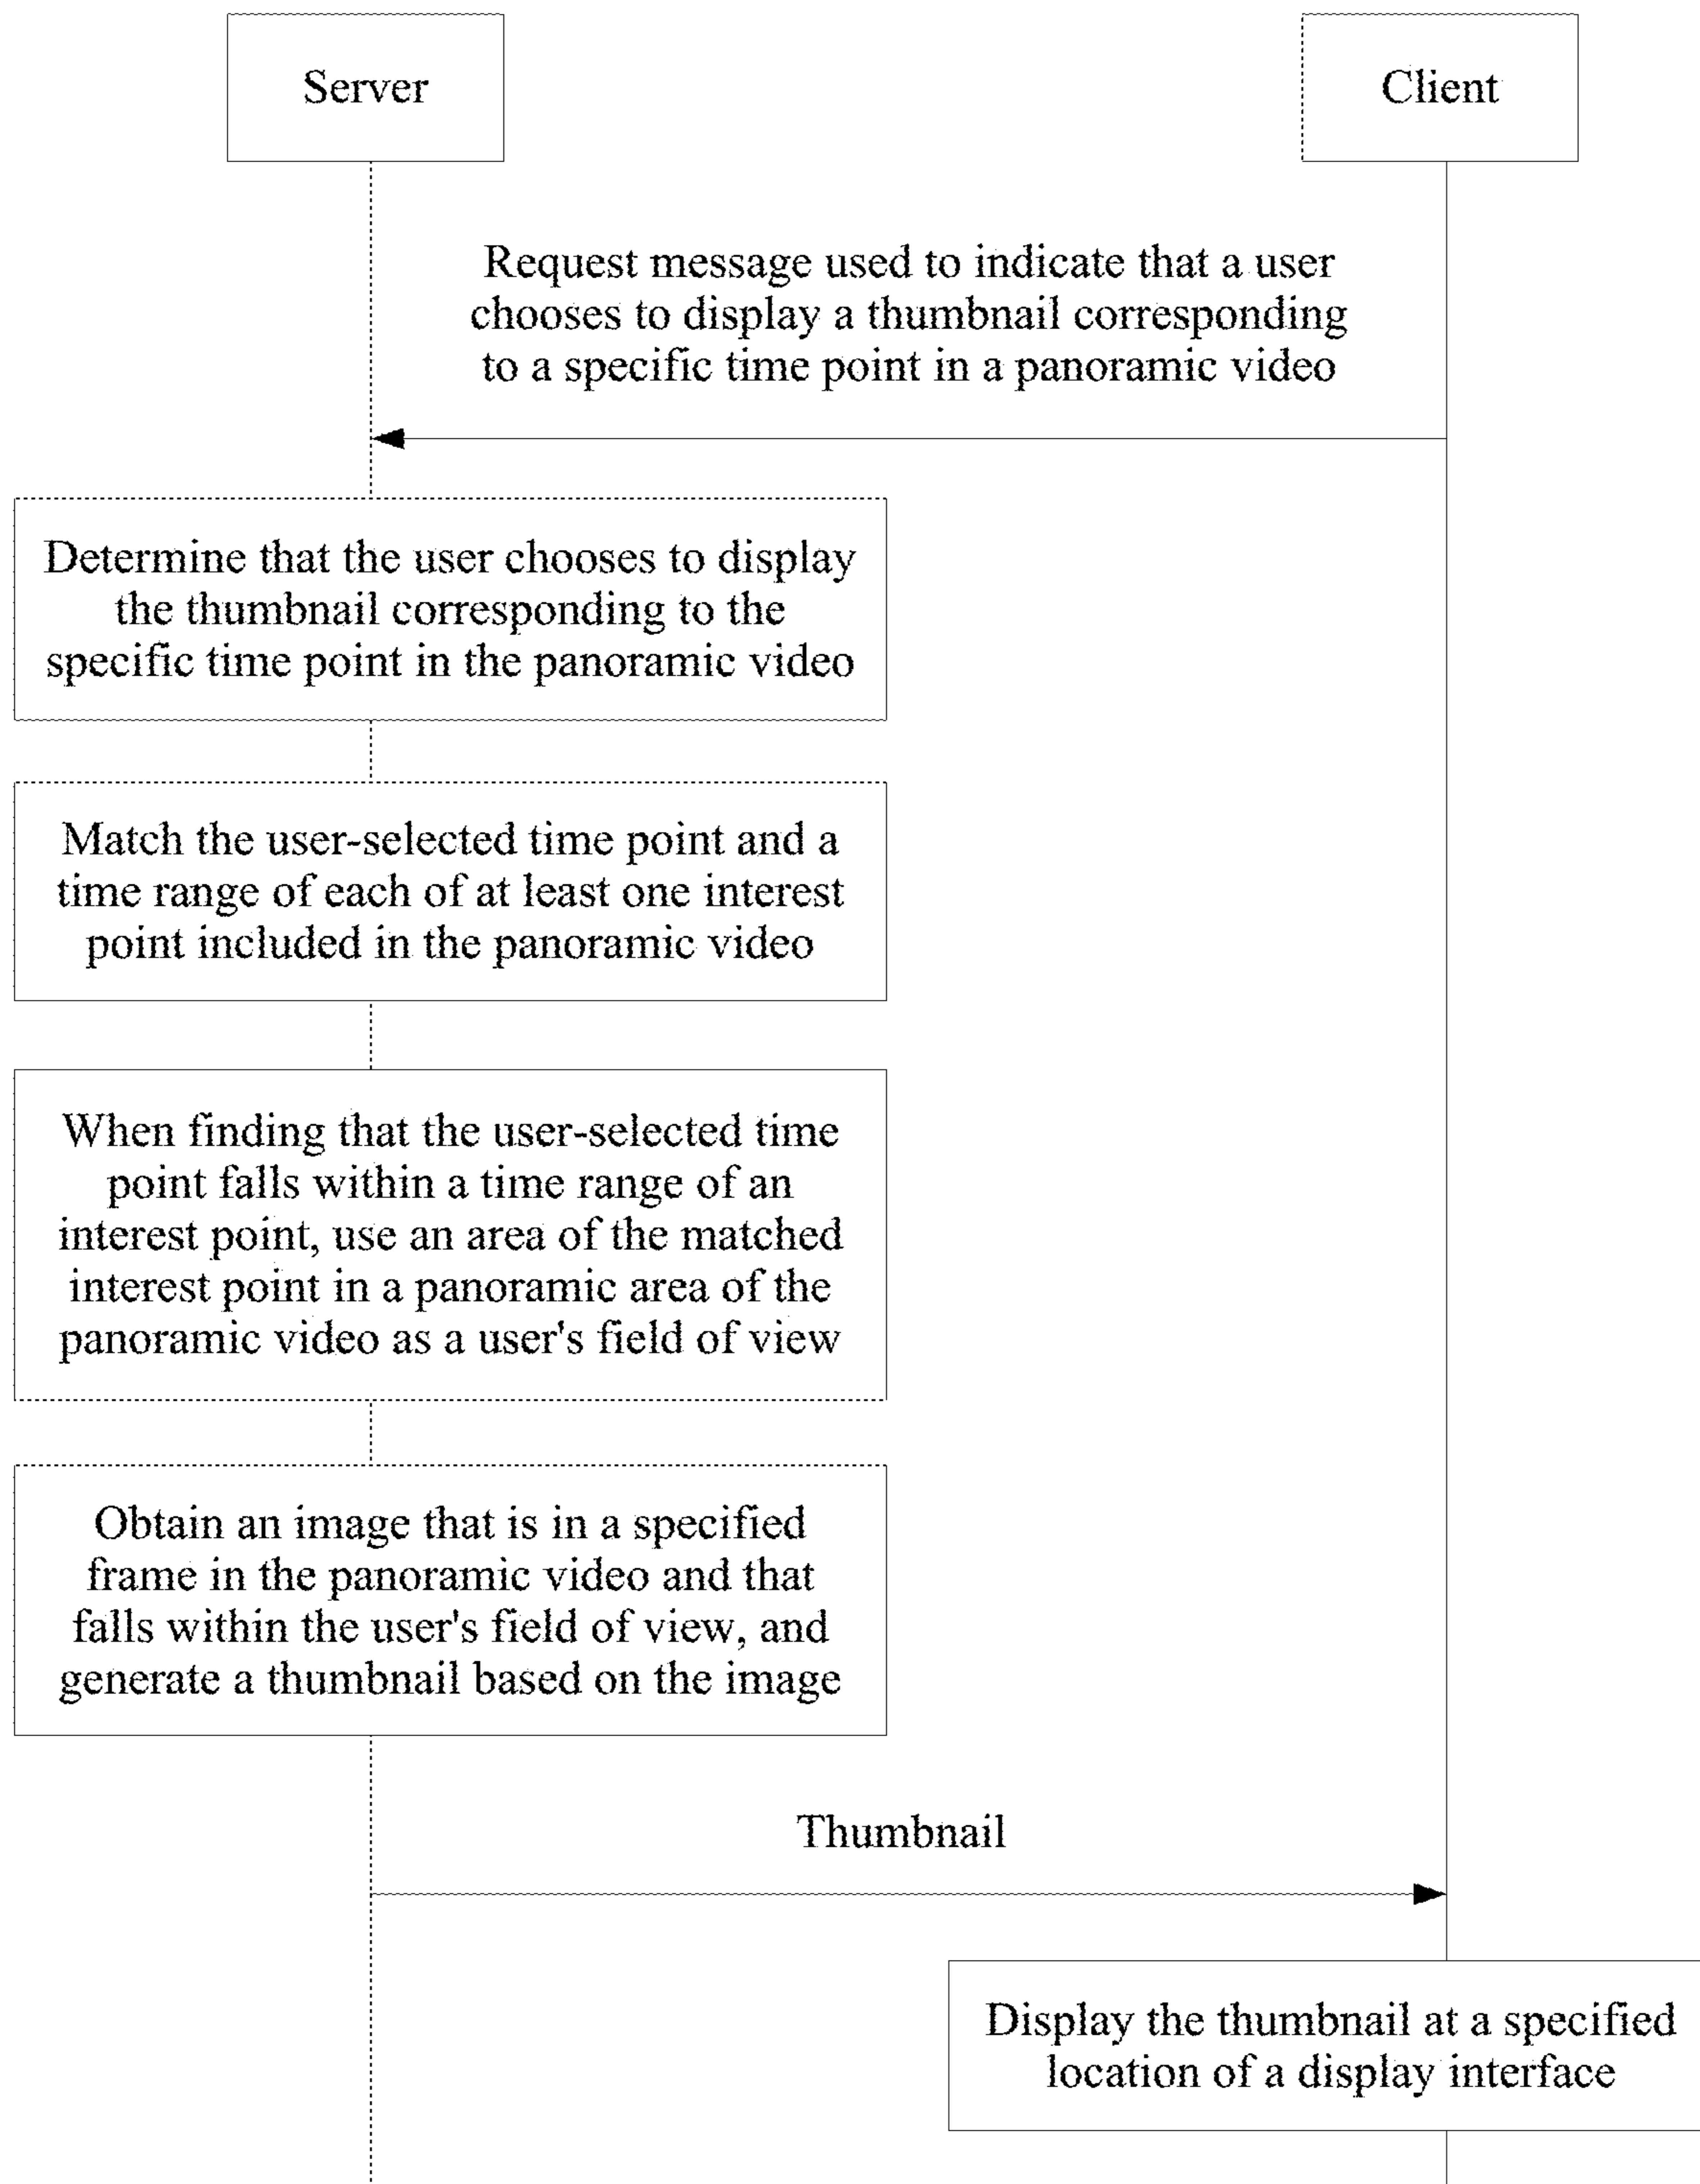 Server
Client
Request message used to indicate that a user
chooses to display a thumbnail corresponding
to a specific time point in a panoramic video
Determine that the user chooses to display
the thumbnail corresponding to the
specific time point in the panoramic video
Match the user-selected time point and a
time range of each of at least one interest
point included in the panoramic video
When finding that the user-selected time
point falls within a time range of an
interest point, use an area of the matched
interest point in a panoramic area of the
panoramic video as a user's field of view
Obtain an image that is in a specified
frame in the panoramic video and that
falls within the user's field of view, and
generate a thumbnail based on the image
Thumbnail
Display the thumbnail at a specified
location of a display interface